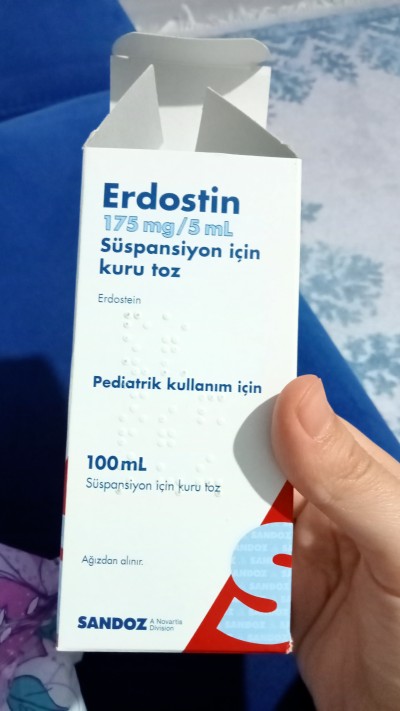 Erdostin
175 mg/5 mL
Süspansiyon için
kuru toz
Erdostein
Pediatrik kullanım için
100 mL
Süspansiyon için kuru toz
Ağızdan alınır.
SANDOZ A Novartis
Division
SANDOZ